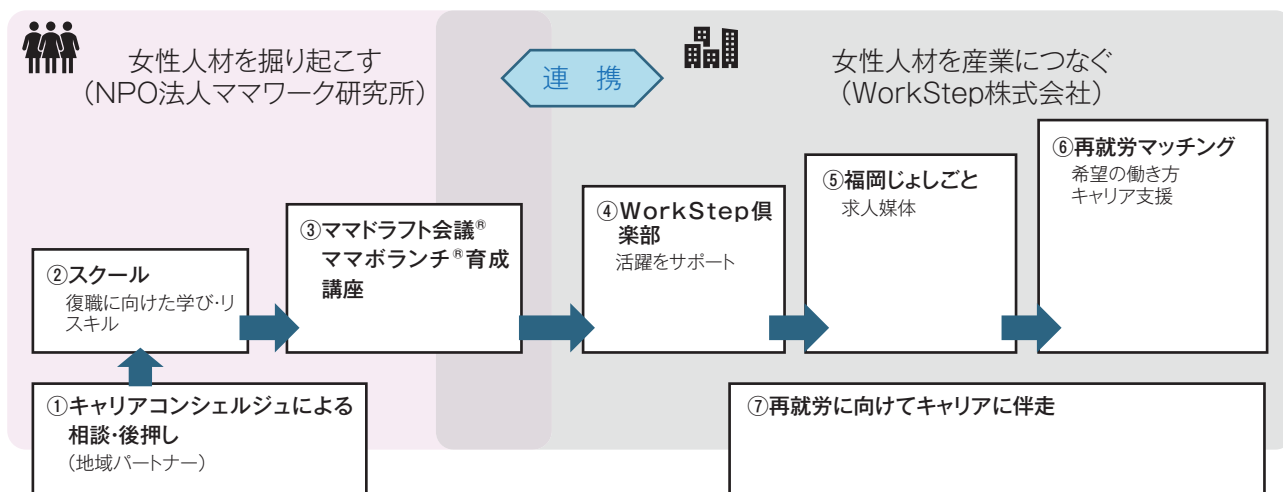 女性人材を掘り起こす
（NPO法人ママワーク研究所）
連 携
女性人材を産業につなぐ
（WorkStep株式会社）
①キャリアコンシェルジュによる
相談・後押し
（地域パートナー）
②スクール
復職に向けた学び・リ
スキル
③ママドラフト会議®
ママボランチ®育成
講座
④WorkStep倶
楽部
活躍をサポート
⑤福岡じょしごと
求人媒体
⑥再就労マッチング
希望の働き方
キャリア支援
⑦再就労に向けてキャリアに伴走